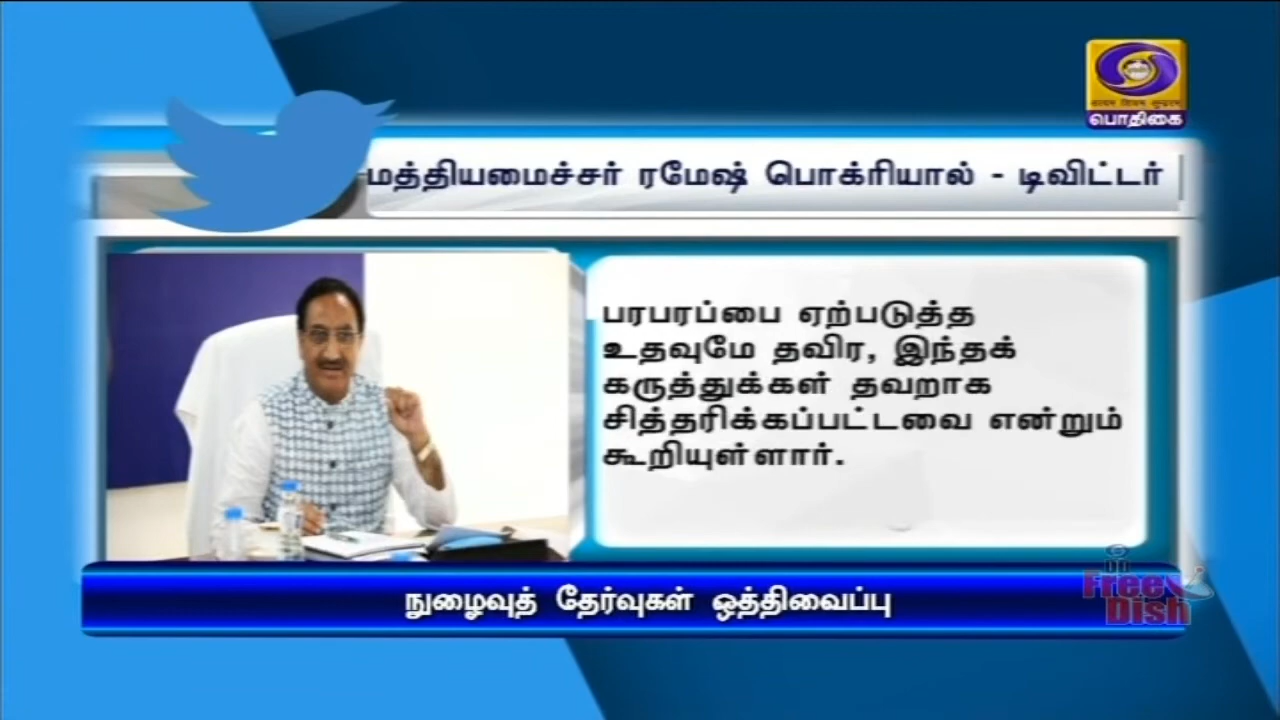 பொதிகை
மத்தியமைச்சர் ரமேஷ் பொக்ரியால் - டிவிட்டர்
பரபரப்பை ஏற்படுத்த
உதவுமே தவிர, இந்தக்
கருத்துக்கள் தவறாக
சித்தரிக்கப்பட்டவை என்றும்
கூறியுள்ளார்.
DD
Free
Dish
நுழைவுத் தேர்வுகள் ஒத்திவைப்பு